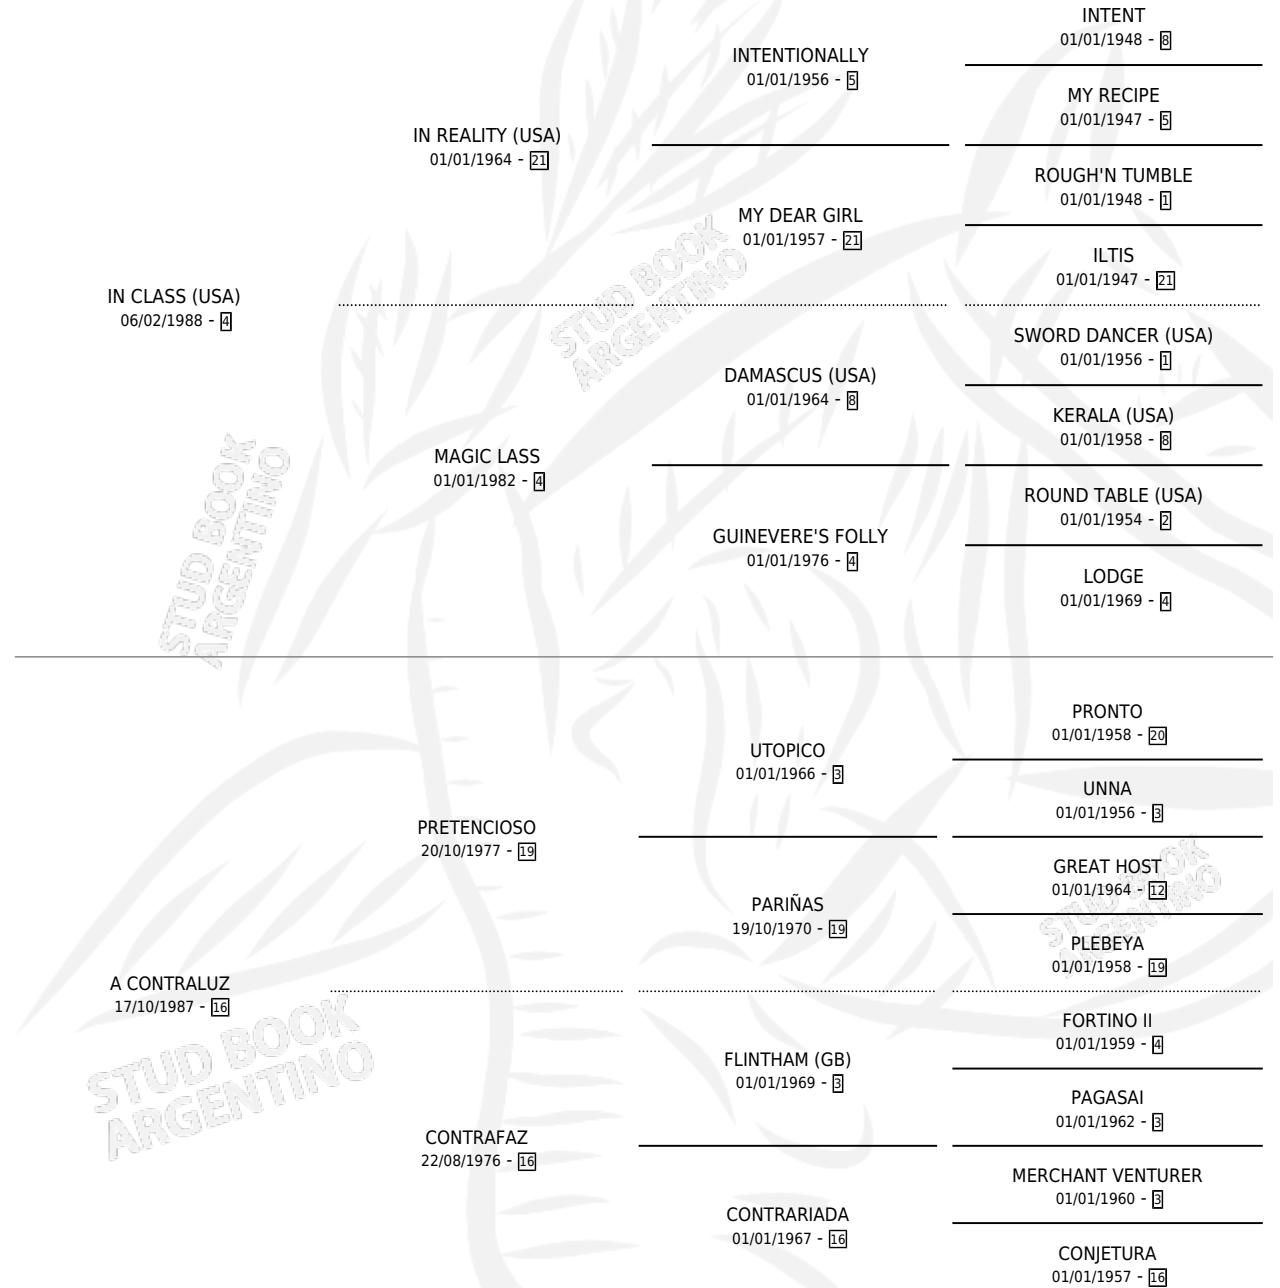 INTENT
01/01/1948 - 8
INTENTIONALLY
01/01/1956 - 5
MY RECIPE
01/01/1947 - 5
IN REALITY (USA)
01/01/1964 - 21
ROUGH'N TUMBLE
01/01/1948 - 1
MY DEAR GIRL
01/01/1957 - 21
ILTIS
01/01/1947 - 21
IN CLASS (USA)
06/02/1988 - 4
SWORD DANCER (USA)
01/01/1956 - 1
DAMASCUS (USA)
01/01/1964 - 8
KERALA (USA)
01/01/1958 - 8
MAGIC LASS
01/01/1982 - 4
ROUND TABLE (USA)
01/01/1954 - 2
GUINEVERE'S FOLLY
01/01/1976 - 4
LODGE
01/01/1969 - 4
PRONTO
01/01/1958 - 20
UTOPICO
01/01/1966 - 3
UNNA
01/01/1956 - 3
PRETENCIOSO
20/10/1977 - 19
GREAT HOST
01/01/1964 - 12
PARIÑAS
19/10/1970 - 19
PLEBEYA
01/01/1958 - 19
A CONTRALUZ
17/10/1987 - 16
FORTINO II
01/01/1959 - 4
FLINTHAM (GB)
01/01/1969 - 3
PAGASAI
01/01/1962 - 3
CONTRAFAZ
22/08/1976 - 16
MERCHANT VENTURER
01/01/1960 - 3
CONTRARIADA
01/01/1967 - 16
CONJETURA
01/01/1957 - 16
STUD BOOK
ARGENTINO
STUD BOOK
ARGENTINO
STUD BOOK
ARGENTINO
STUD BOOK
ARGENTINO